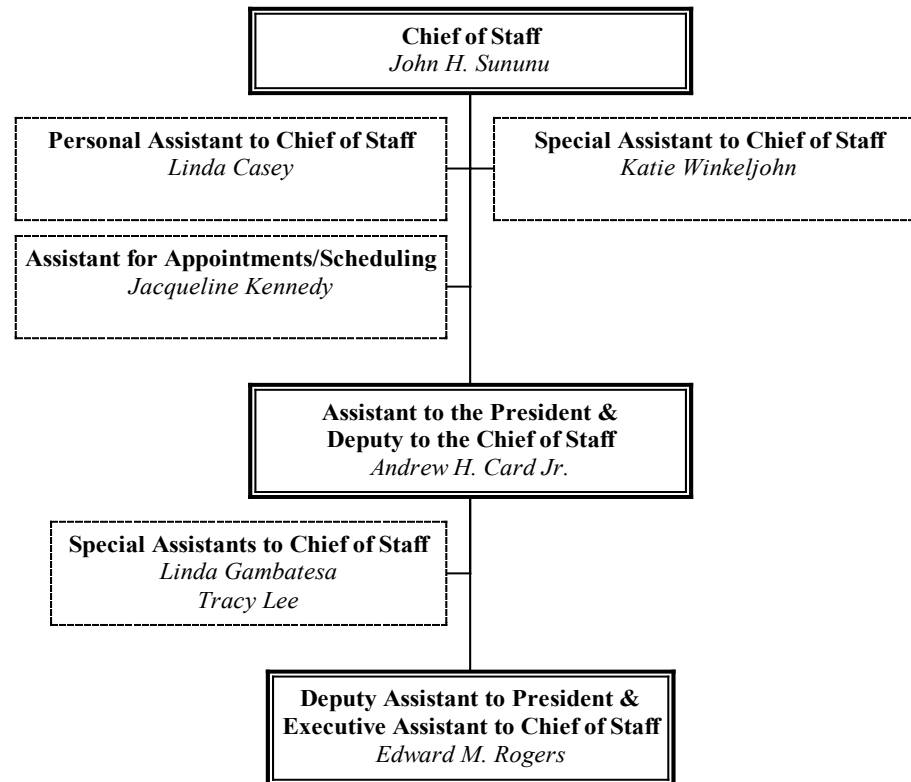 Chief of Staff
John H. Sununu
Personal Assistant to Chief of Staff
Linda Casey
Special Assistant to Chief of Staff
Katie Winkeljohn
Assistant for Appointments/Scheduling
Jacqueline Kennedy
Assistant to the President &
Deputy to the Chief of Staff
Andrew H. Card Jr.
Special Assistants to Chief of Staff
Linda Gambatesa
Tracy Lee
Deputy Assistant to President &
Executive Assistant to Chief of Staff
Edward M. Rogers